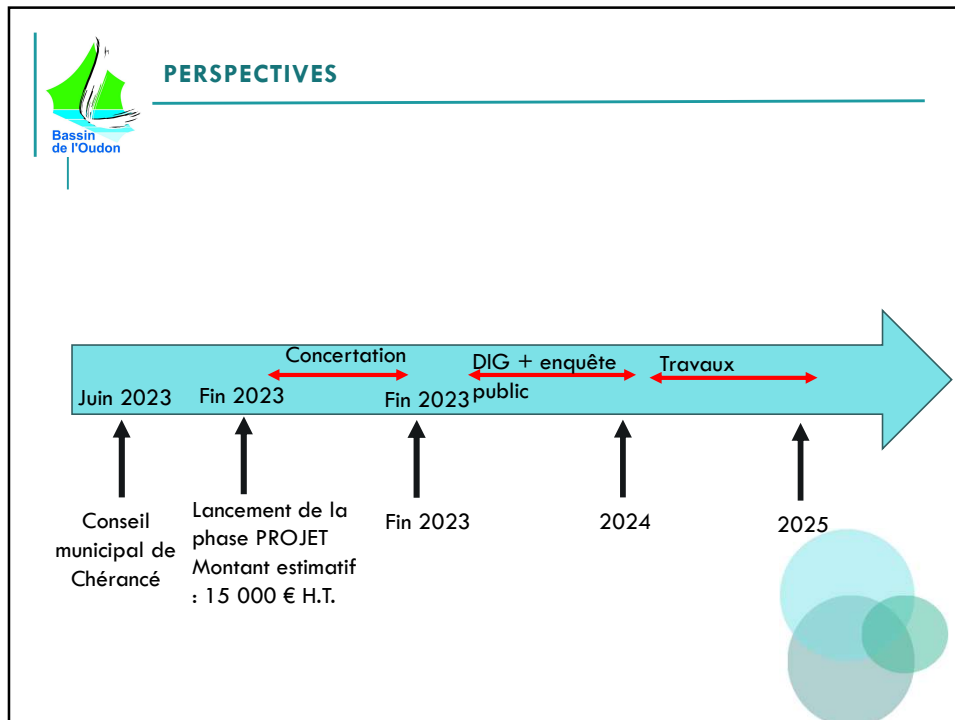 PERSPECTIVES
Bassin
de l'Oudon
Concertation
DIG + enquête
public
Travaux
Juin 2023
Fin 2023
Fin 2023
Conseil
municipal de
Chérancé
Lancement de la
phase PROJET
Montant estimatif
: 15 000 € H.T.
Fin 2023
2024
2025